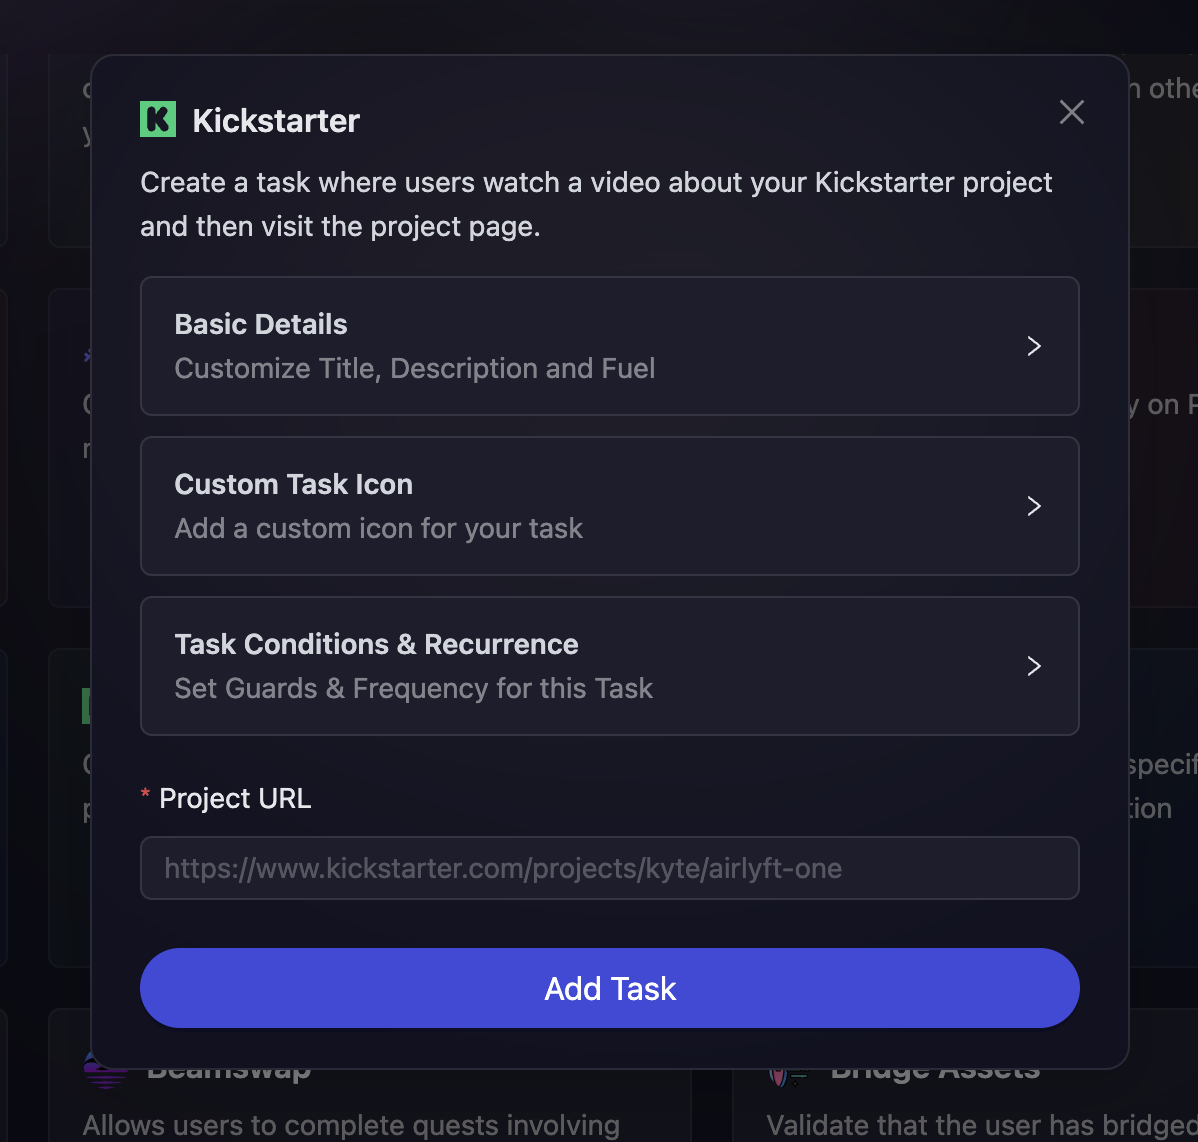 Kickstarter
Create a task where users watch a video about your Kickstarter project
and then visit the project page.
Basic Details
Customize Title, Description and Fuel
Custom Task Icon
Add a custom icon for your task
Task Conditions & Recurrence
Set Guards & Frequency for this Task
* Project URL
https://www.kickstarter.com/projects/kyte/airlyft-one
Add Task
y on
Beamswap
Bridge Assets
Allows users to complete quests involving
Validate that the user has bridged